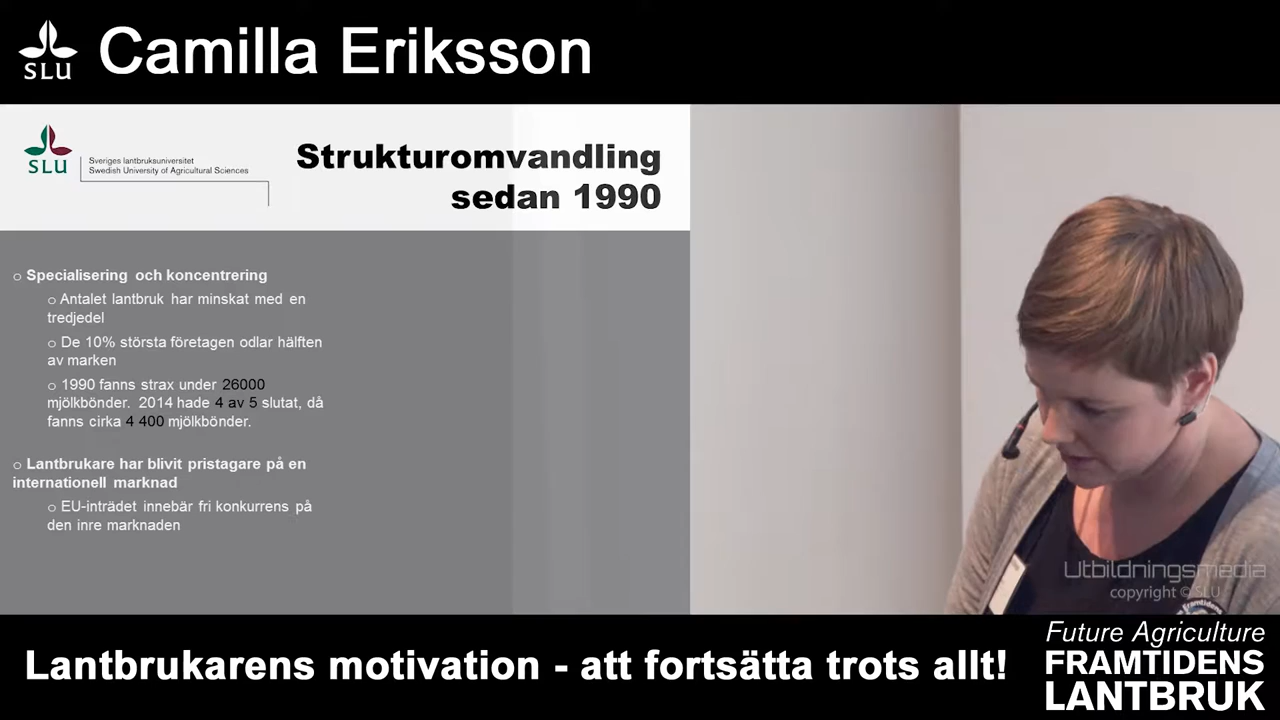 SLU
Camilla Eriksson
SLU
Sveriges lantbruksuniversitet
Swedish University of Agricultural Sciences
Strukturomvandling
sedan 1990
o Specialisering och koncentrering
o Antalet lantbruk har minskat med en
tredjedel
o De 10% största företagen odlar hälften
av marken
o 1990 fanns strax under 26000
mjölkbönder. 2014 hade 4 av 5 slutat, då
fanns cirka 4 400 mjölkbönder.
o Lantbrukare har blivit pristagare på en
internationell marknad
o EU-inträdet innebär fri konkurrens på
den inre marknaden
Utbildningsmedia
copyright © SLU
Lantbrukarens motivation - att fortsätta trots allt!
Future Agriculture
FRAMTIDENS
LANTBRUK